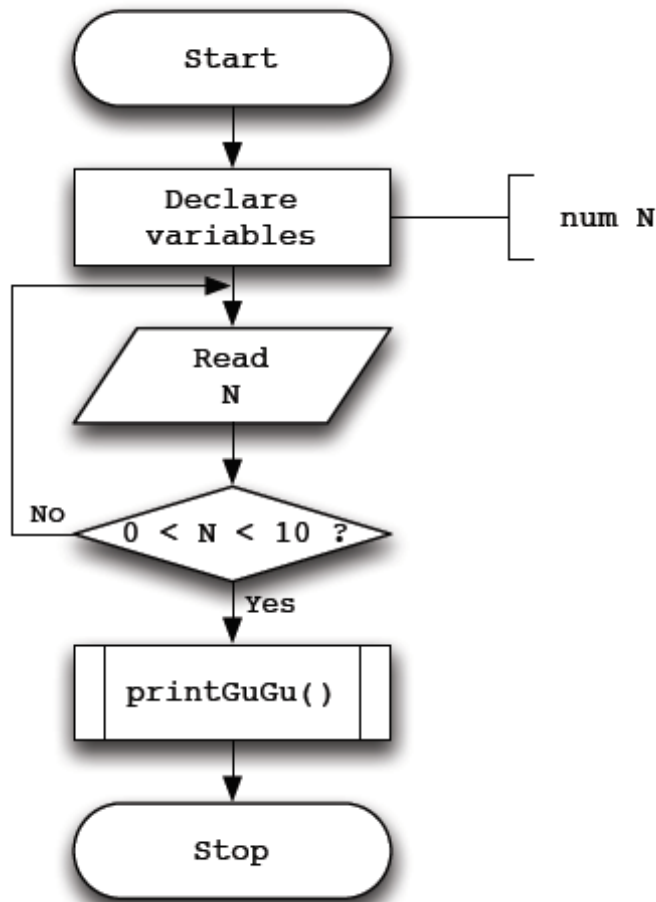 Start
Declare
variables
num N
Read
N
No
0 < N < 10 ?
Yes
printGuGu()
Stop